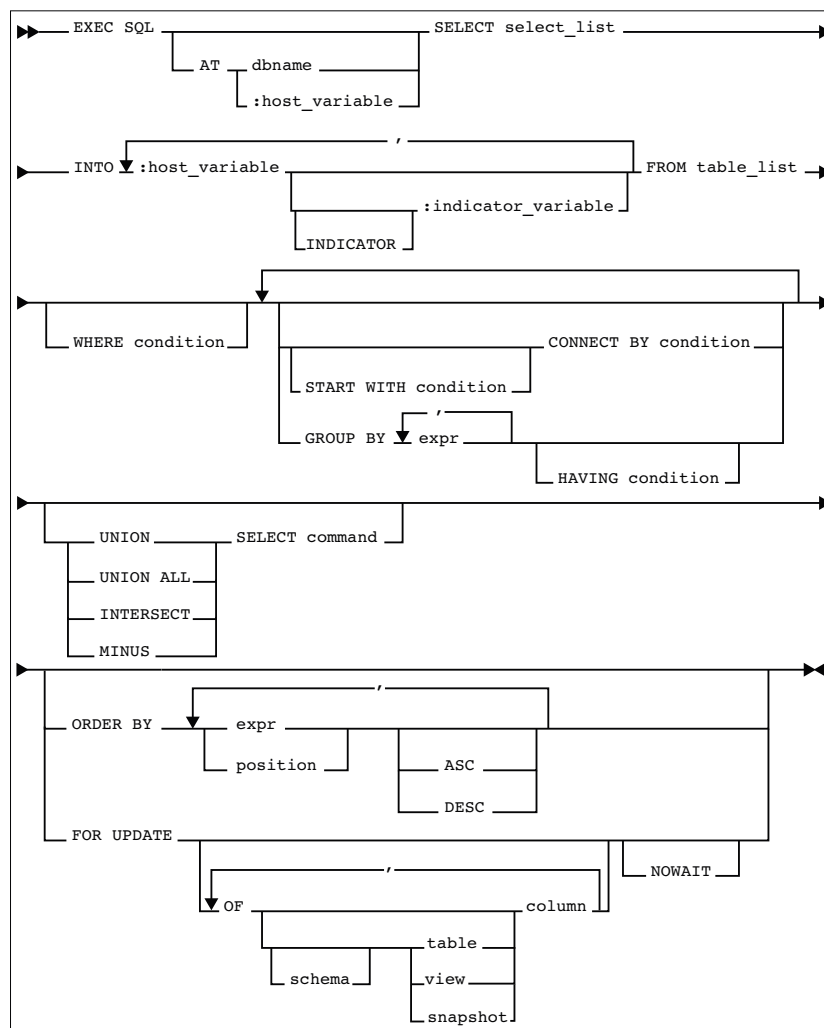 EXEC SQL SELECT select_list
AT dbname
:host_variable
,
INTO :host_variable FROM table_list
:indicator_variable
INDICATOR
WHERE condition CONNECT BY condition
START WITH condition
,
GROUP BY expr
HAVING condition
UNION SELECT command
UNION ALL
INTERSECT
MINUS
,
ORDER BY expr
position ASC
DESC
FOR UPDATE
, NOWAIT
OF column
table
schema view
snapshot